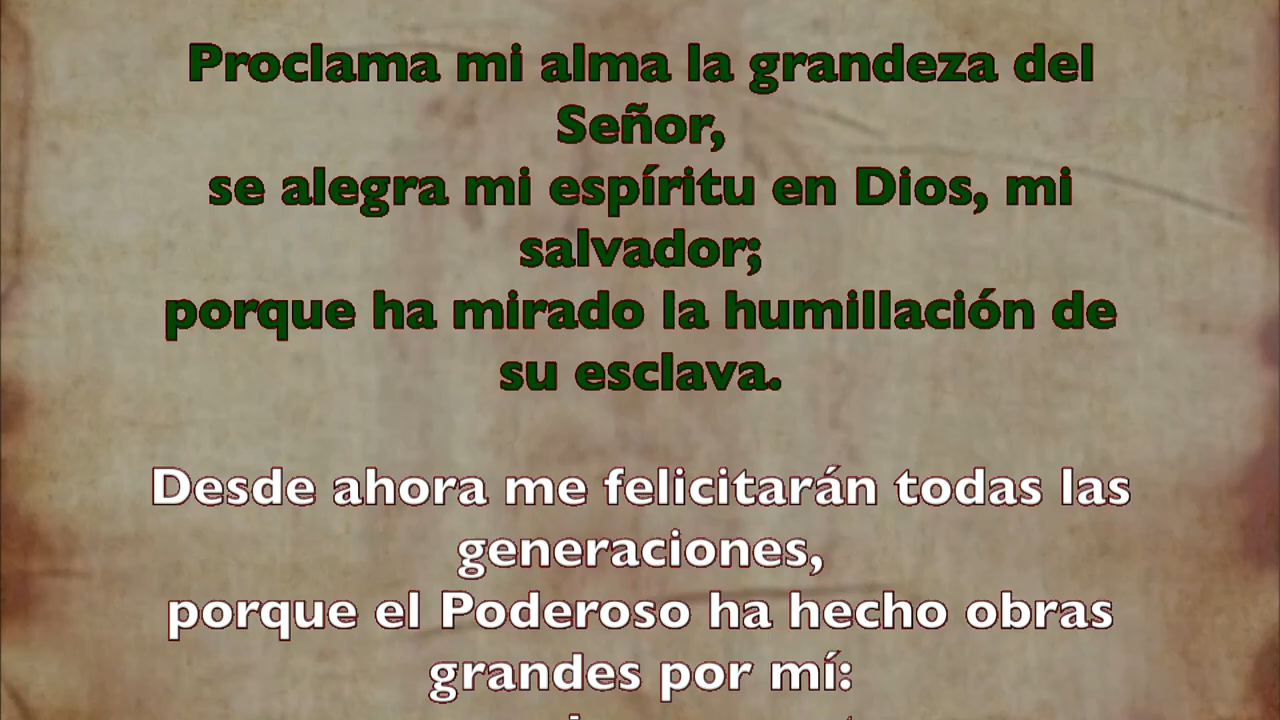 Proclama mi alma la grandeza del
Señor,
se alegra mi espíritu en Dios, mi
salvador;
porque ha mirado la humillación de
su esclava.
Desde ahora me felicitarán todas las
generaciones,
porque el Poderoso ha hecho obras
grandes por mí: